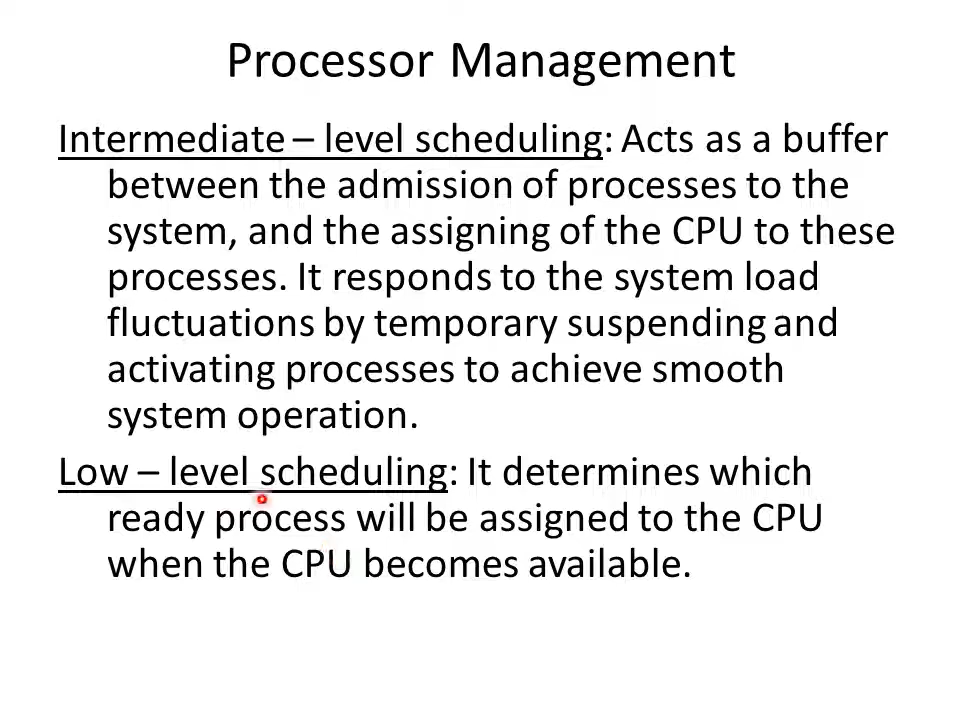 Processor Management
Intermediate – level scheduling: Acts as a buffer
between the admission of processes to the
system, and the assigning of the CPU to these
processes. It responds to the system load
fluctuations by temporary suspending and
activating processes to achieve smooth
system operation.
Low – level scheduling: It determines which
ready process will be assigned to the CPU
when the CPU becomes available.